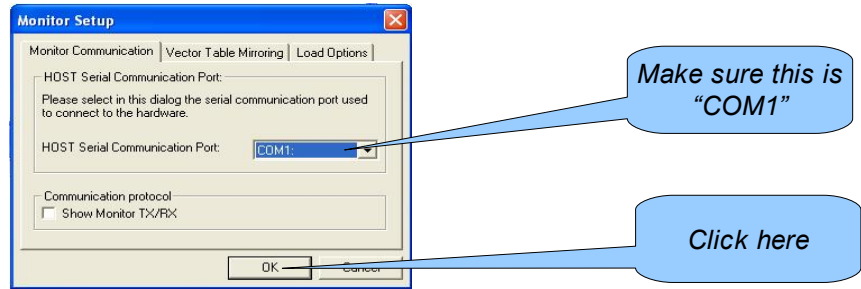 Monitor Setup
Monitor Communication Vector Table Mirroring Load Options
HOST Serial Communication Port:
Please select in this dialog the serial communication port used
to connect to the hardware.
HOST Serial Communication Port: COM1:
Communication protocol
Show Monitor TX/RX
OK Cancel
Make sure this is
“COM1”
Click here